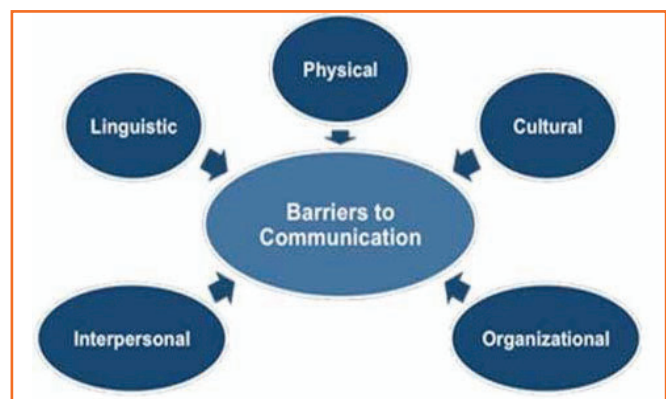 Physical
Linguistic
Cultural
Barriers to
Communication
Interpersonal
Organizational